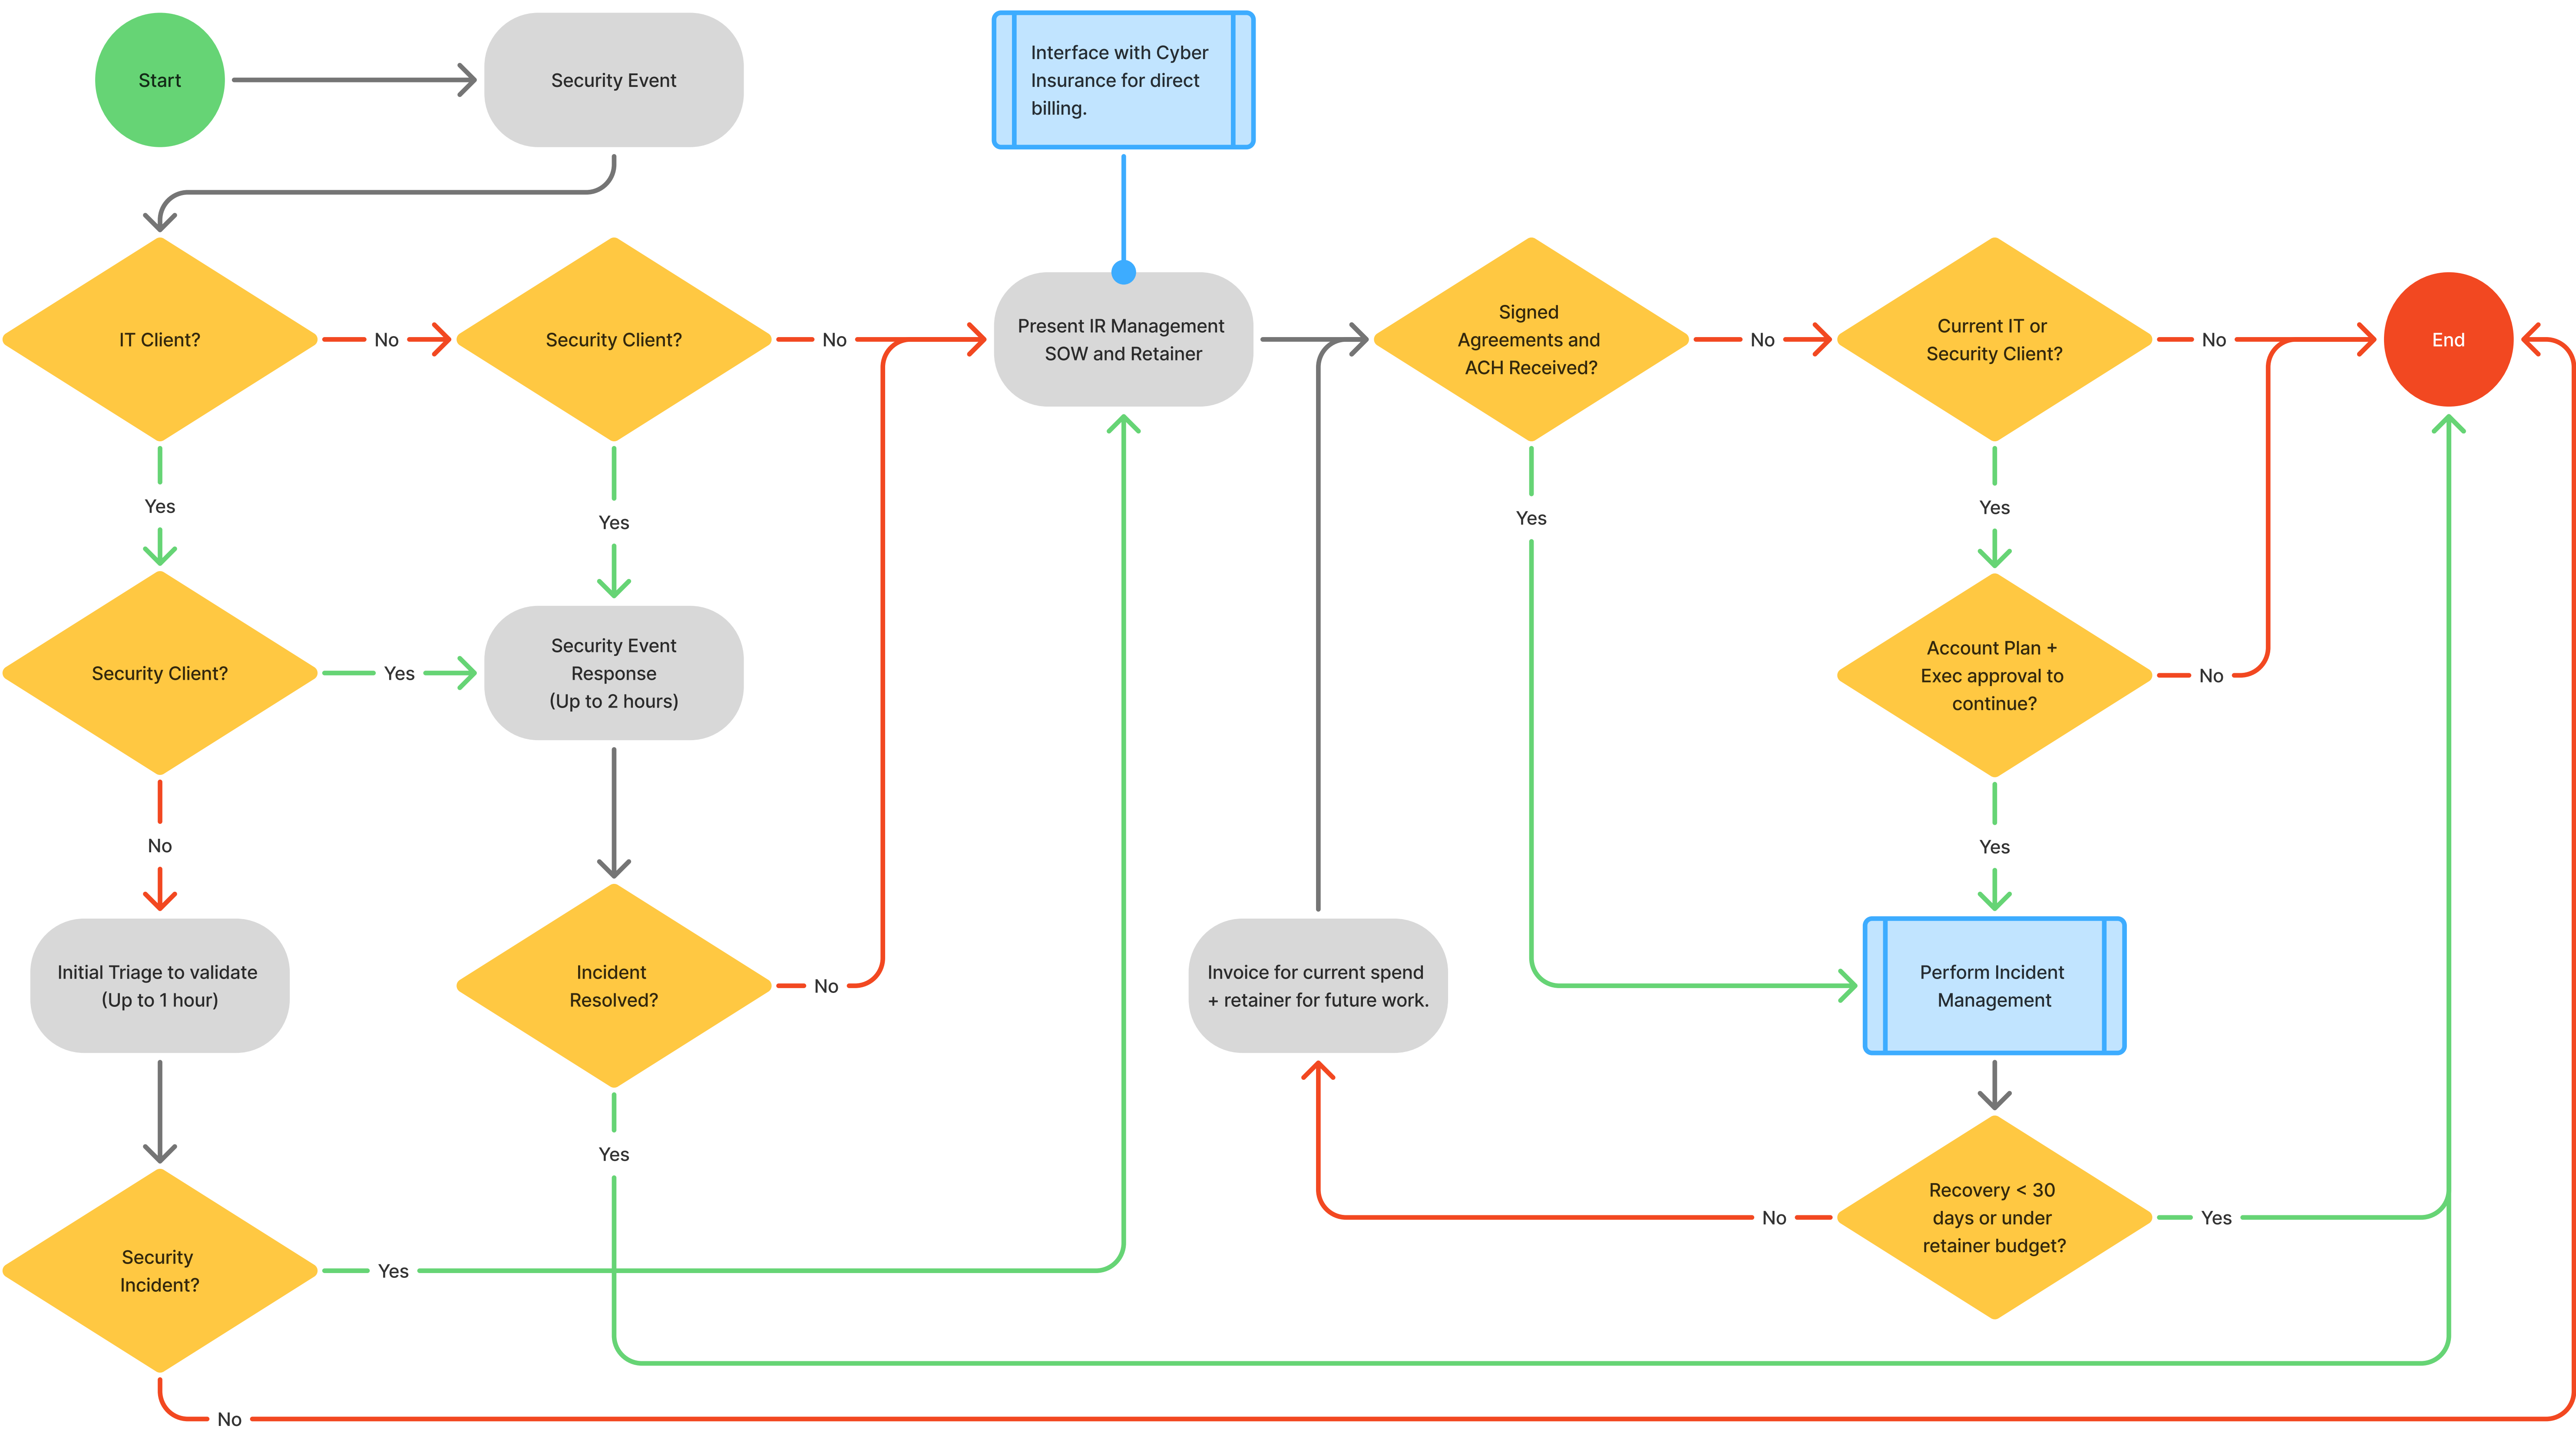 Start
Security Event
Interface with Cyber
Insurance for direct
billing.
IT Client?
No
Security Client?
No
Present IR Management
SOW and Retainer
Signed
Agreements and
ACH Received?
No
Current IT or
Security Client?
No
End
Yes
Yes
Yes
Yes
Security Client?
Yes
Security Event
Response
(Up to 2 hours)
Account Plan +
Exec approval to
continue?
No
No
Yes
Initial Triage to validate
(Up to 1 hour)
Incident
Resolved?
No
Invoice for current spend
+ retainer for future work.
Perform Incident
Management
Yes
Security
Incident?
Yes
No
Recovery < 30
days or under
retainer budget?
Yes
No